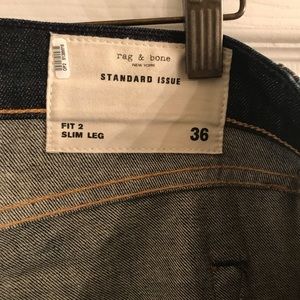 rag & bone
NEW YORK
STANDARD ISSUE
FIT 2
SLIM LEG
36